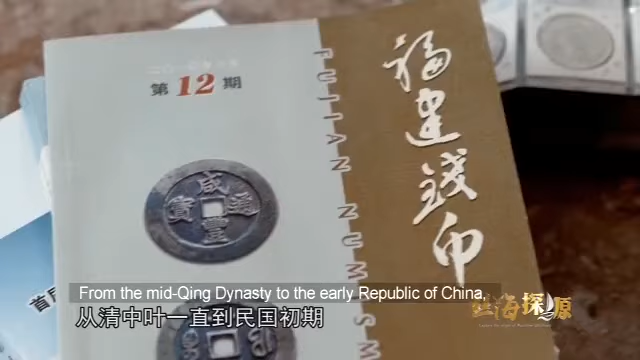 第12期
福建钱币
FUJIAN NUMISM
咸豐
寶通
首
From the mid-Qing Dynasty to the early Republic of China,
从清中叶一直到民国初期
探源